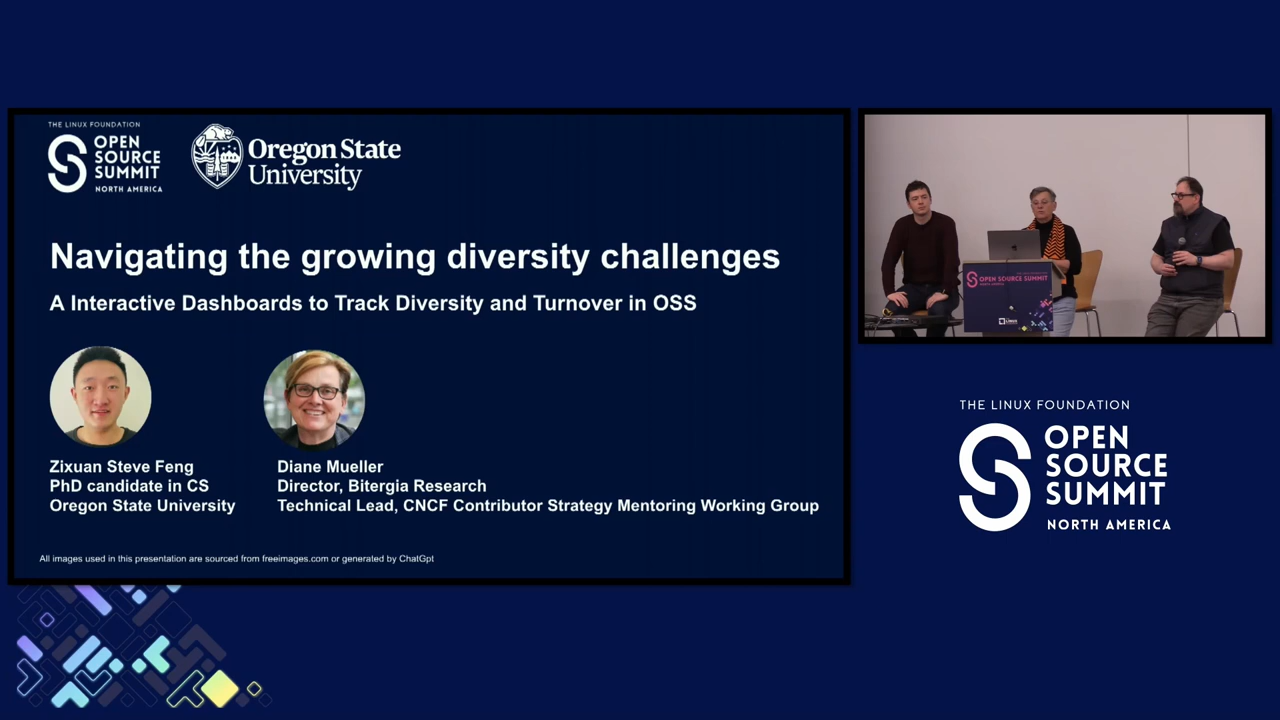 THE LINUX FOUNDATION
OPEN
SOURCE
SUMMIT
NORTH AMERICA
Oregon State
University
Navigating the growing diversity challenges
A Interactive Dashboards to Track Diversity and Turnover in OSS
Zixuan Steve Feng
PhD candidate in CS
Oregon State University
Diane Mueller
Director, Bitergia Research
Technical Lead, CNCF Contributor Strategy Mentoring Working Group
All images used in this presentation are sourced from freeimages.com or generated by ChatGpt
OPEN SOURCE SUMMIT
NORTH AMERICA
THE LINUX FOUNDATION
OPEN
SOURCE
SUMMIT
NORTH AMERICA